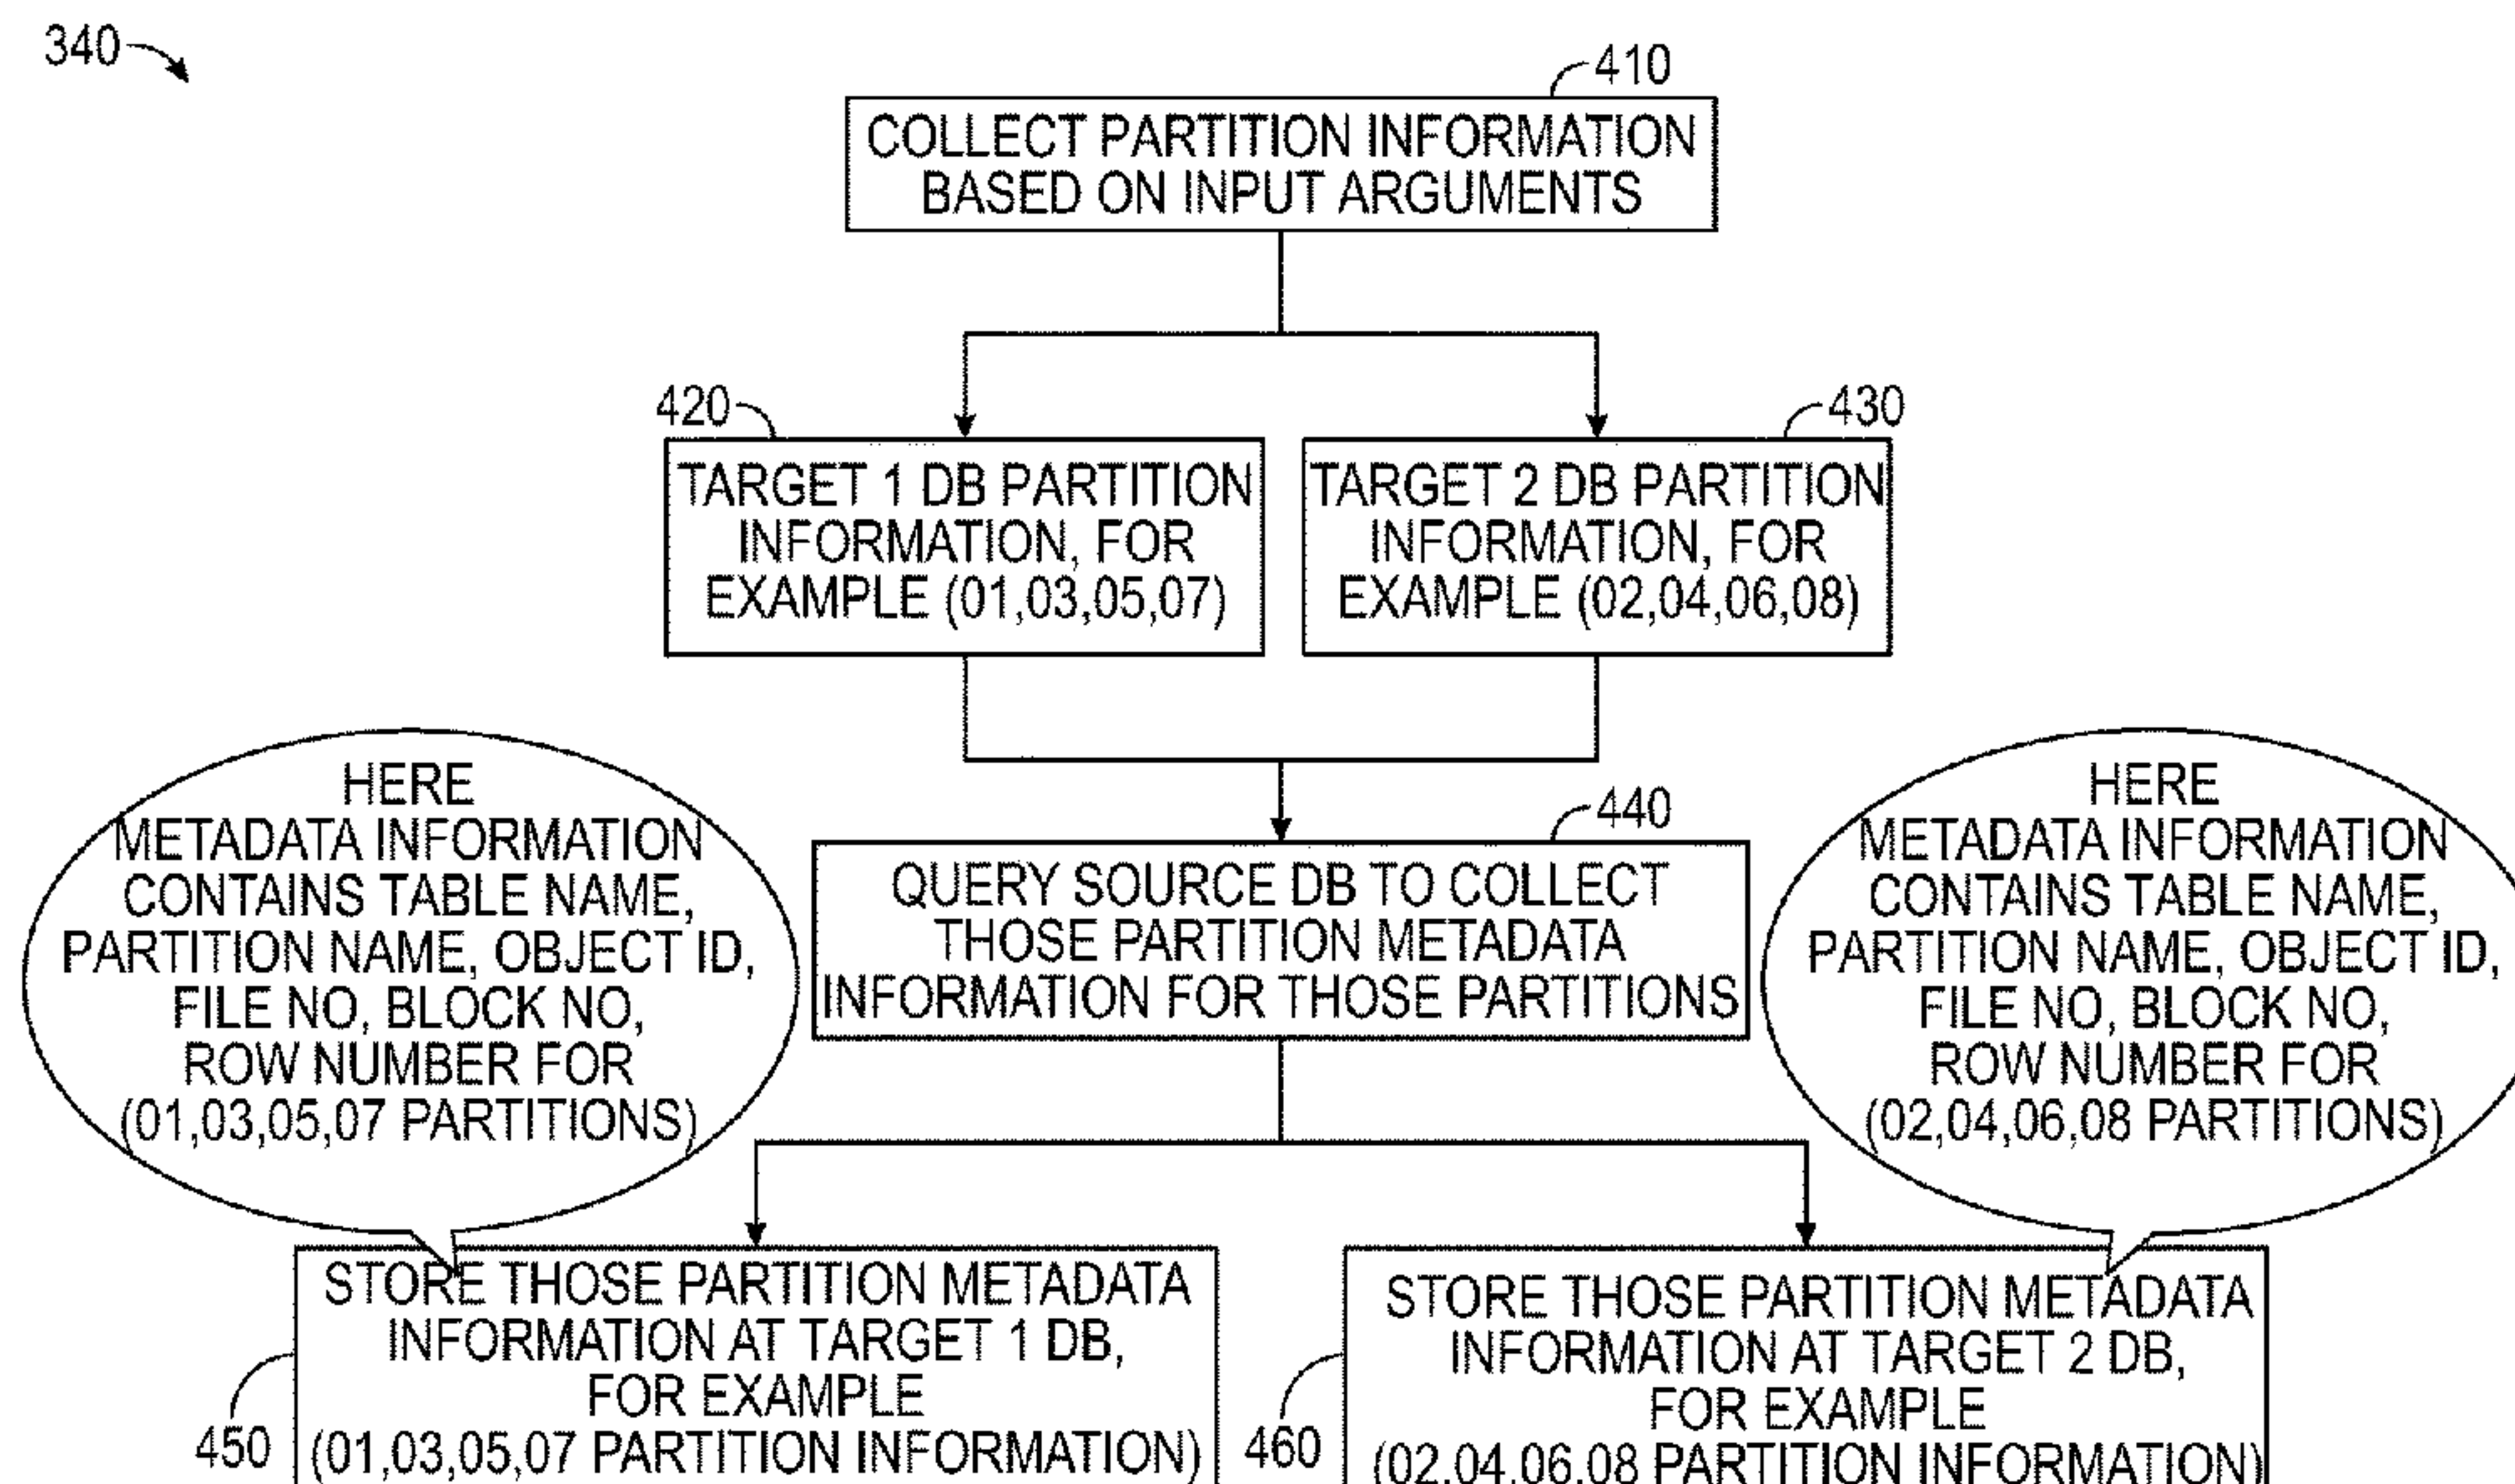 340
410
COLLECT PARTITION INFORMATION
BASED ON INPUT ARGUMENTS
420
TARGET 1 DB PARTITION
INFORMATION, FOR
EXAMPLE (01,03,05,07)
430
TARGET 2 DB PARTITION
INFORMATION, FOR
EXAMPLE (02,04,06,08)
HERE
METADATA INFORMATION
CONTAINS TABLE NAME,
PARTITION NAME, OBJECT ID,
FILE NO, BLOCK NO,
ROW NUMBER FOR
(01,03,05,07 PARTITIONS)
440
QUERY SOURCE DB TO COLLECT
THOSE PARTITION METADATA
INFORMATION FOR THOSE PARTITIONS
HERE
METADATA INFORMATION
CONTAINS TABLE NAME,
PARTITION NAME, OBJECT ID,
FILE NO, BLOCK NO,
ROW NUMBER FOR
(02,04,06,08 PARTITIONS)
STORE THOSE PARTITION METADATA
INFORMATION AT TARGET 1 DB,
FOR EXAMPLE
(01,03,05,07 PARTITION INFORMATION)
450
STORE THOSE PARTITION METADATA
INFORMATION AT TARGET 2 DB,
FOR EXAMPLE
(02,04,06,08 PARTITION INFORMATION)
460